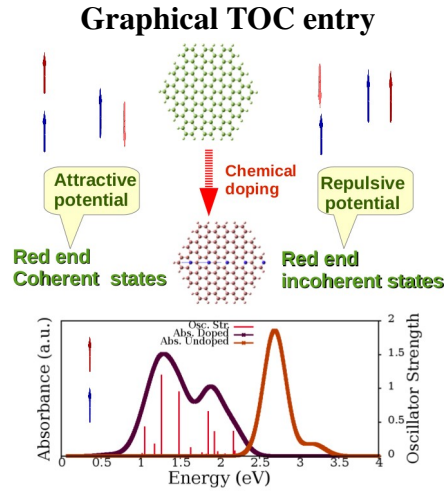 Graphical TOC entry
Chemical
doping
Attractive
potential
Repulsive
potential
Red end
Coherent states
Red end
incoherent states
Osc. Str.
Abs. Doped
Abs. Undoped
Absorbance (a.u.)
Oscillator Strength
2
1.5
1
0.5
0
0 0.5 1 1.5 2 2.5 3 3.5 4
Energy (eV)